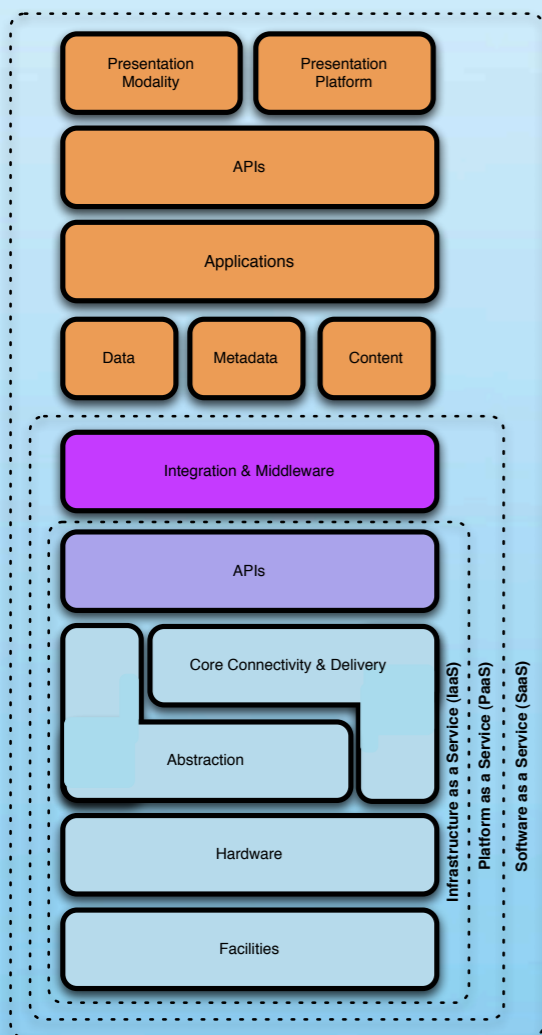 Presentation
Modality
Presentation
Platform
APIs
Applications
Data
Metadata
Content
Integration & Middleware
APIs
Core Connectivity & Delivery
Abstraction
Hardware
Facilities
Infrastructure as a Service (IaaS)
Platform as a Service (PaaS)
Software as a Service (SaaS)